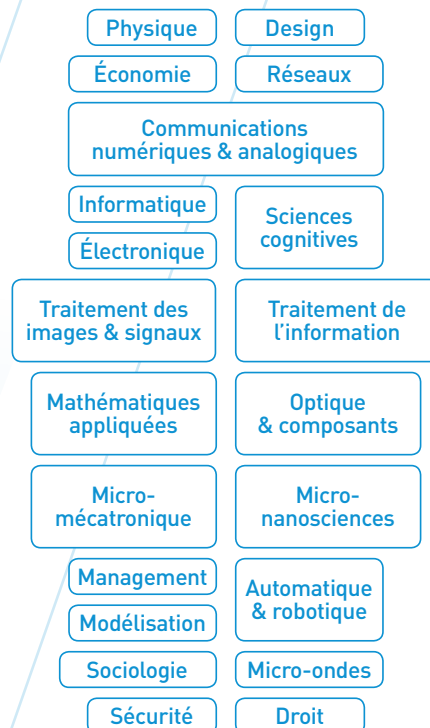 Physique
Design
Économie
Réseaux
Communications
numériques & analogiques
Informatique
Sciences
cognitives
Électronique
Traitement des
images & signaux
Traitement de
l'information
Mathématiques
appliquées
Optique
& composants
Micro-
mécatronique
Micro-
nanosciences
Management
Automatique
& robotique
Modélisation
Sociologie
Micro-ondes
Sécurité
Droit